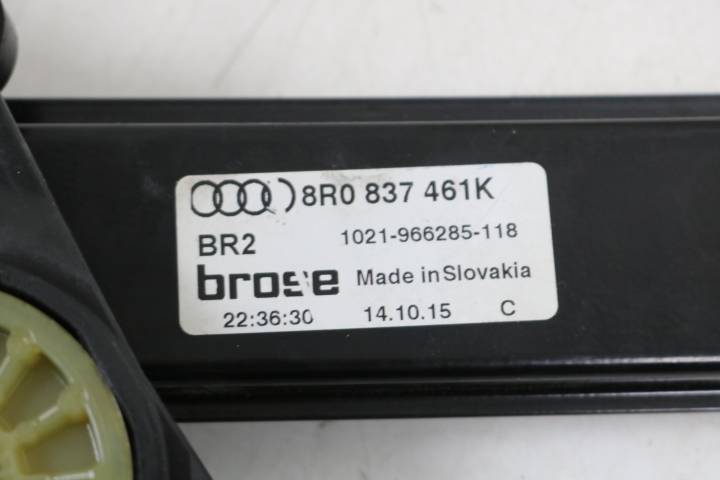 8R0 837 461K
BR2 1021-966285-118
brose Made in Slovakia
22:36:30 14.10.15 C